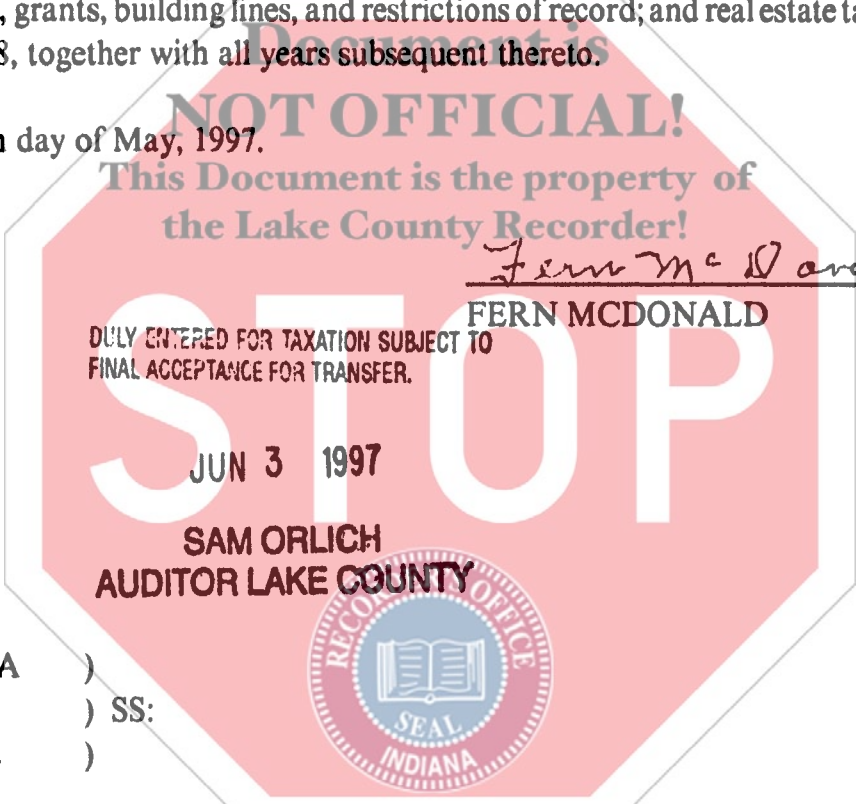 , grants, building lines, and restrictions of record; and real estate ta
8, together with all years subsequent thereto.
Document is
NOT OFFICIAL!
day of May, 1997.
This Document is the property of
the Lake County Recorder!
Fern Mc
FERN MCDONALD
DULY ENTERED FOR TAXATION SUBJECT TO
FINAL ACCEPTANCE FOR TRANSFER.
STOP
JUN 3 1997
SAM ORLICH
AUDITOR LAKE COUNTY
RECORDER'S OFFICE
SEAL
INDIANA
A )
) SS:
)